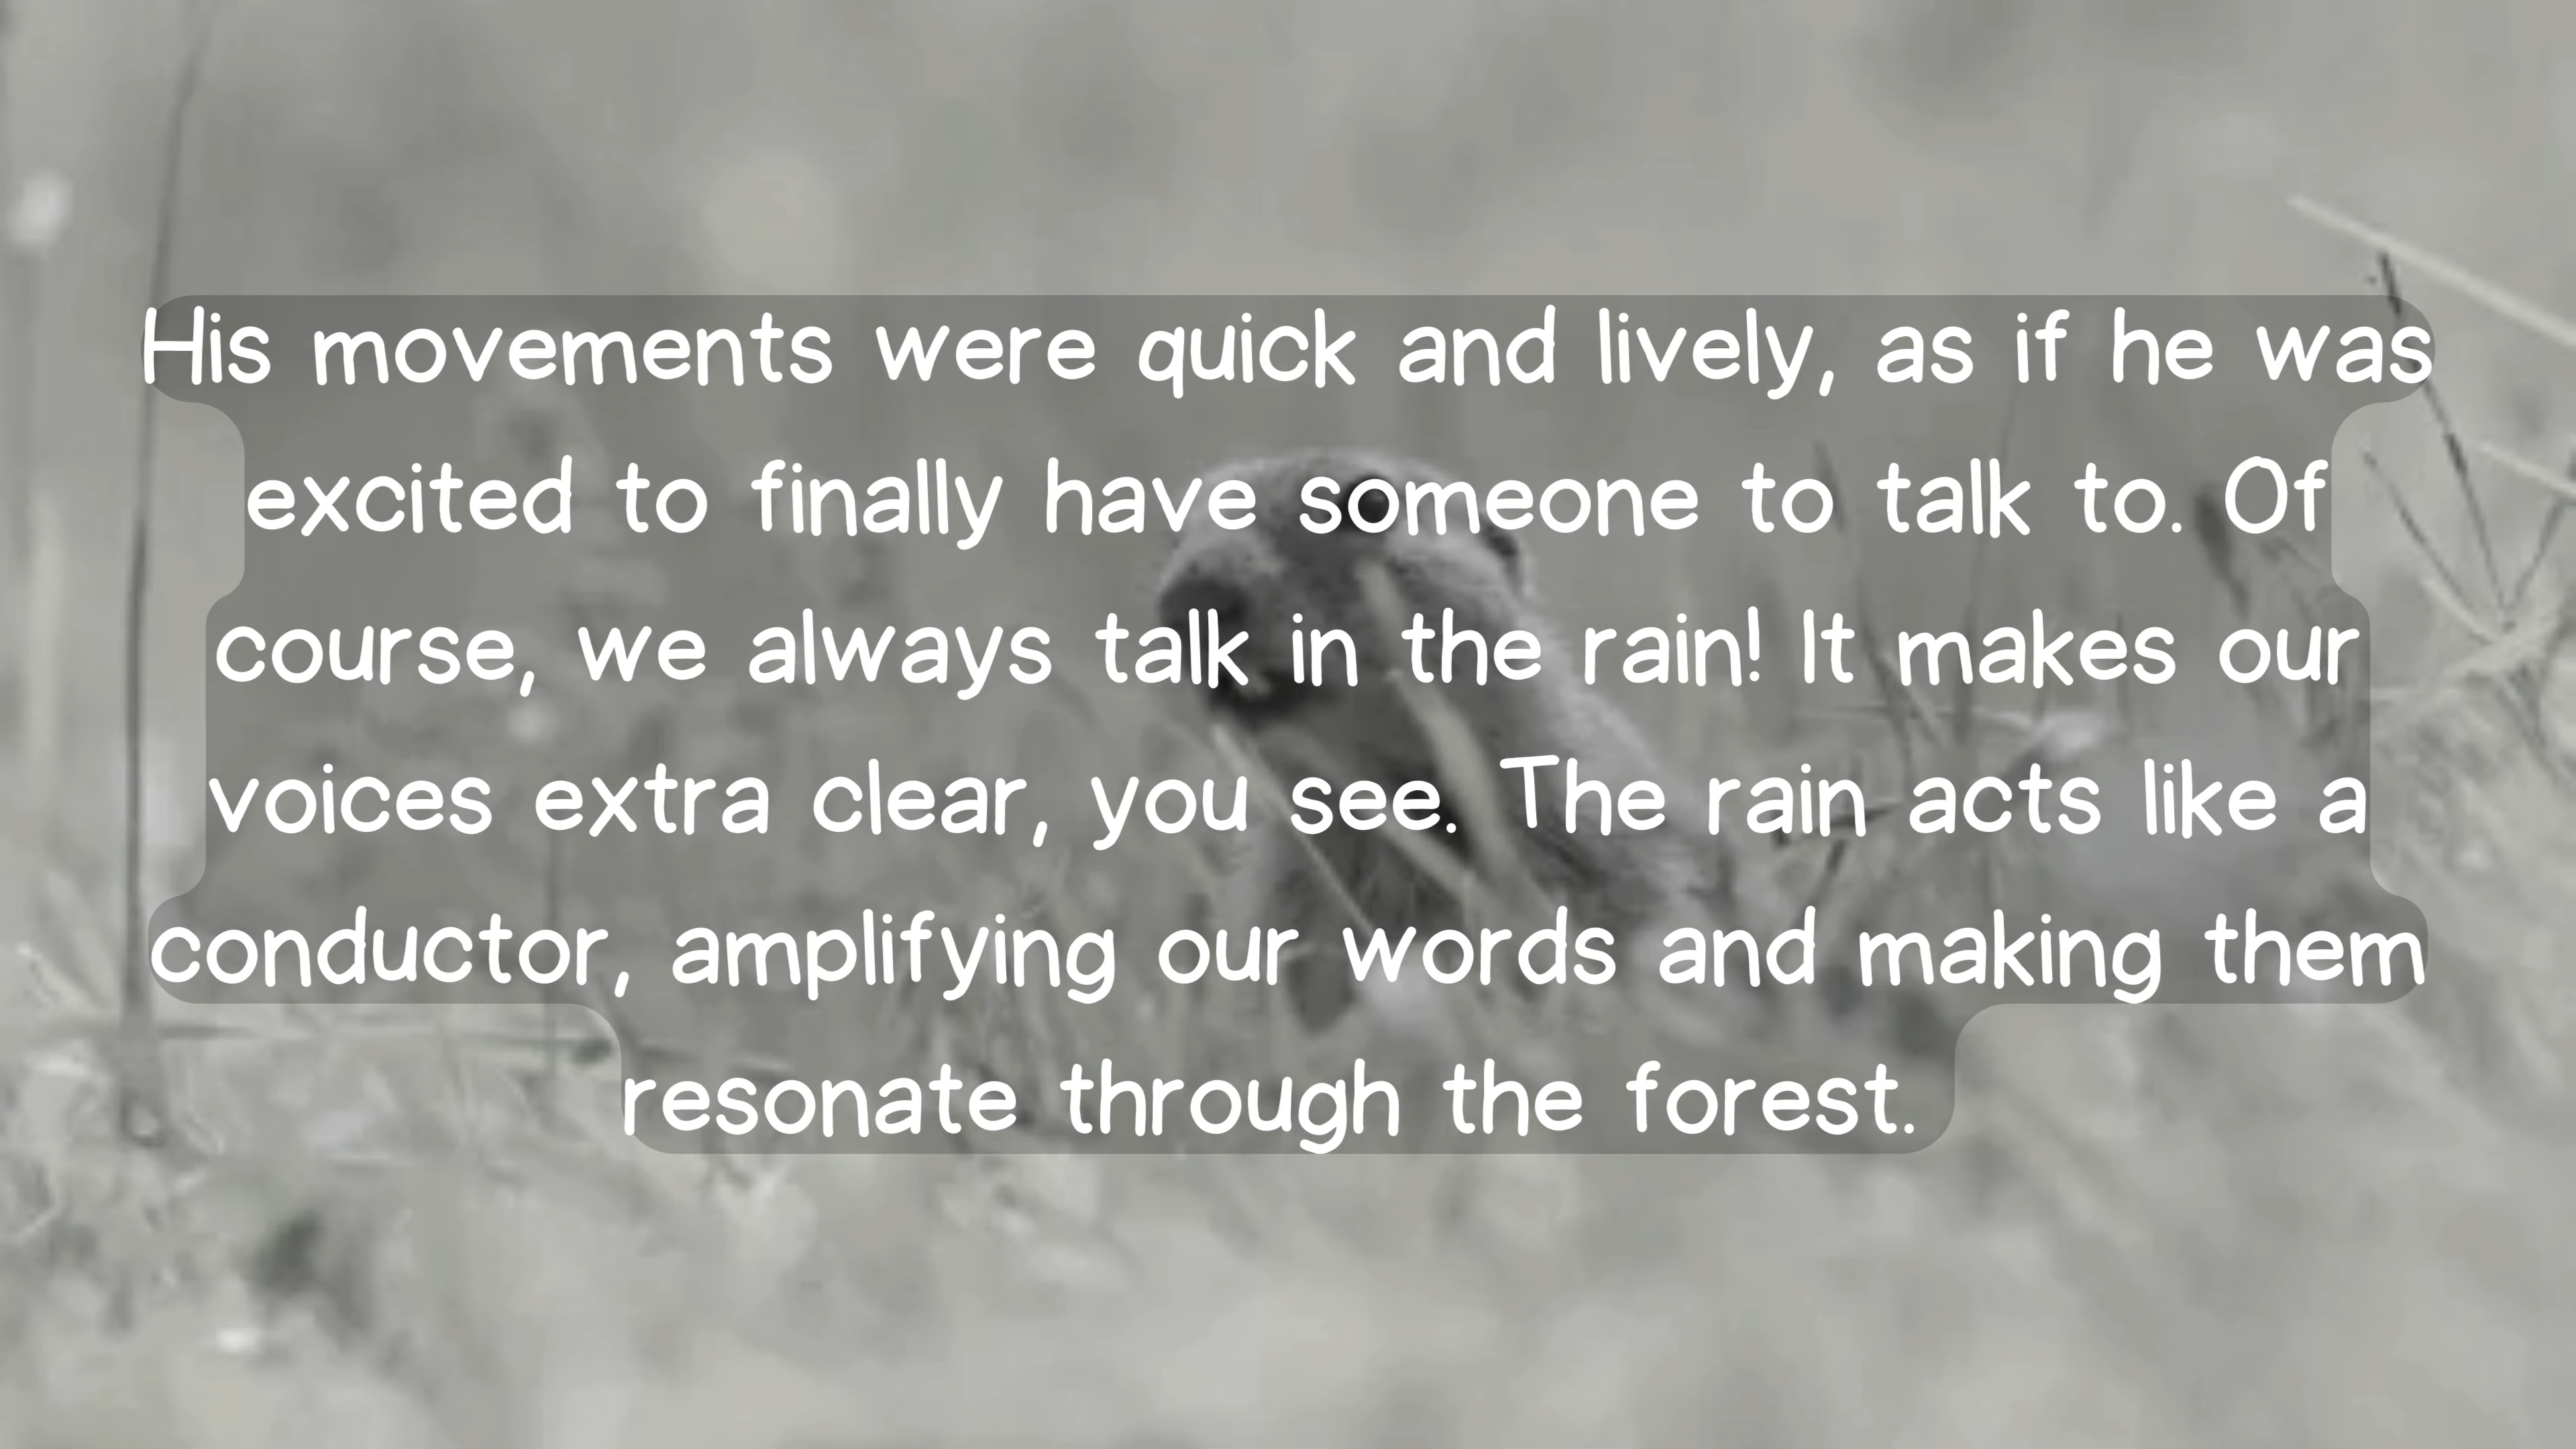 His movements were quick and lively, as if he was
excited to finally have someone to talk to. Of
course, we always talk in the rain! It makes our
voices extra clear, you see. The rain acts like a
conductor, amplifying our words and making them
resonate through the forest.